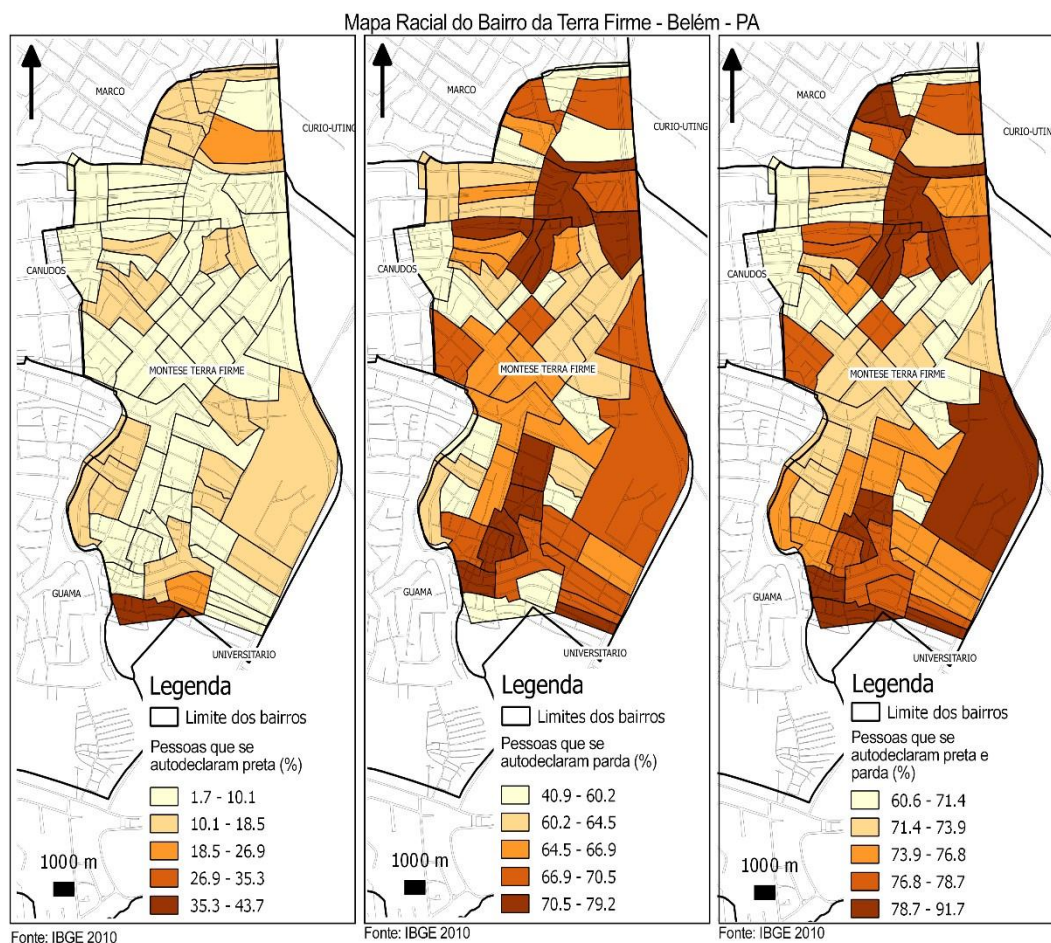 Mapa Racial do Bairro da Terra Firme - Belém - PA
MARCO
CURIO-UTING
CANUDOS
MONTESE TERRA FIRME
GUAMA
UNIVERSITARIO
Legenda
Limite dos bairros
Pessoas que se
autodeclaram preta (%)
1.7 - 10.1
10.1 - 18.5
18.5 - 26.9
26.9 - 35.3
35.3 - 43.7
1000 m
Fonte: IBGE 2010
MARCO
CURIO-UTING
CANUDOS
MONTESE TERRA FIRME
GUAMA
UNIVERSITARIO
Legenda
Limites dos bairros
Pessoas que se
autodeclaram parda (%)
40.9 - 60.2
60.2 - 64.5
64.5 - 66.9
66.9 - 70.5
70.5 - 79.2
1000 m
Fonte: IBGE 2010
MARCO
CURIO-UTING
CANUDOS
MONTESE TERRA FIRME
GUAMA
UNIVERSITARIO
Legenda
Limites dos bairros
Pessoas que se
autodeclaram preta e
parda (%)
60.6 - 71.4
71.4 - 73.9
73.9 - 76.8
76.8 - 78.7
78.7 - 91.7
1000 m
Fonte: IBGE 2010